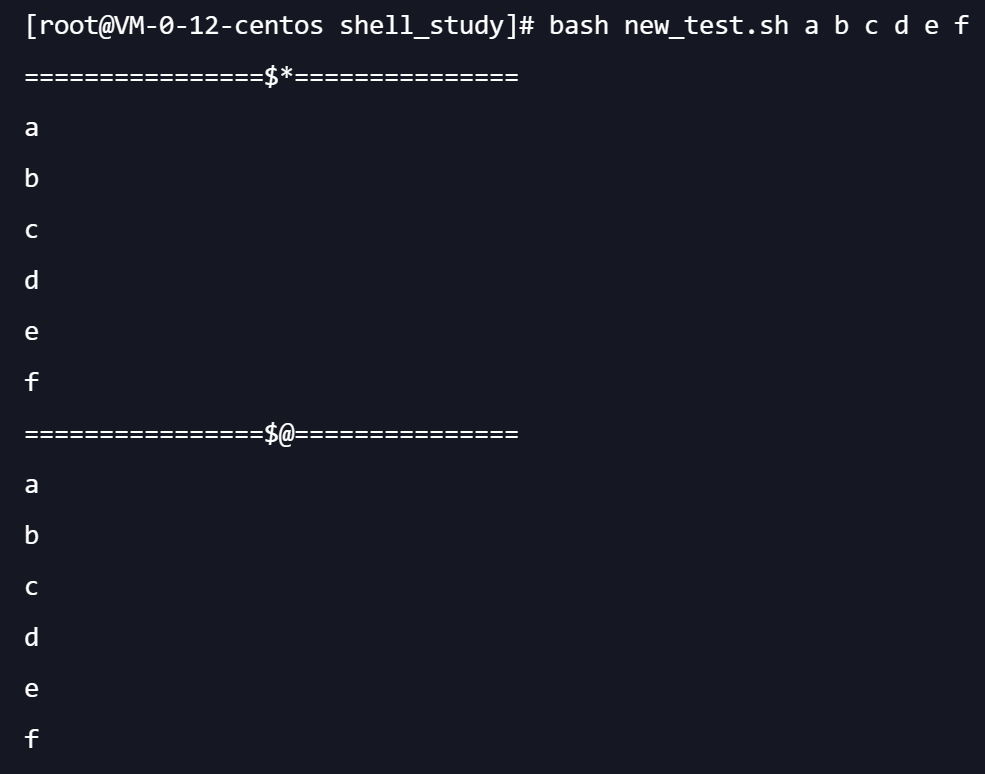 [root@VM-0-12-centos shell_study]# bash new_test.sh a b c d e f
================$*===============
a
b
c
d
e
f
================$@===============
a
b
c
d
e
f